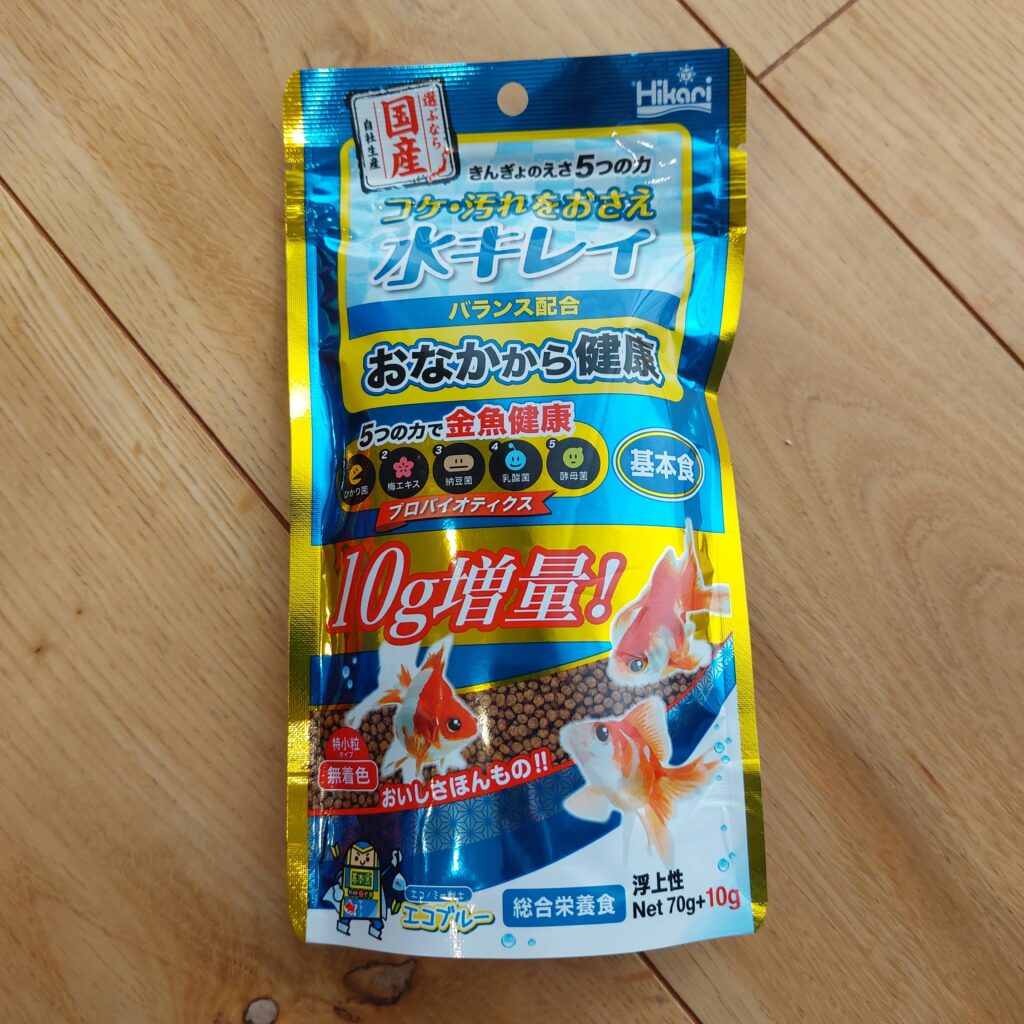 選ぶなら
国産
自社生産
Hikari
きんぎょのえさ5つの力
コケ・汚れをおさえ
水キレイ
バランス配合
おなかから健康
5つの力で金魚健康
1 ひかり菌
2 梅エキス
3 納豆菌
4 乳酸菌
5 酵母菌
基本食
プロバイオティクス
10g増量!
特小粒
タイプ
無着色
おいしさほんもの!!
基本食
エコノミー戦士
エコブルー
総合栄養食
浮上性
Net 70g+10g